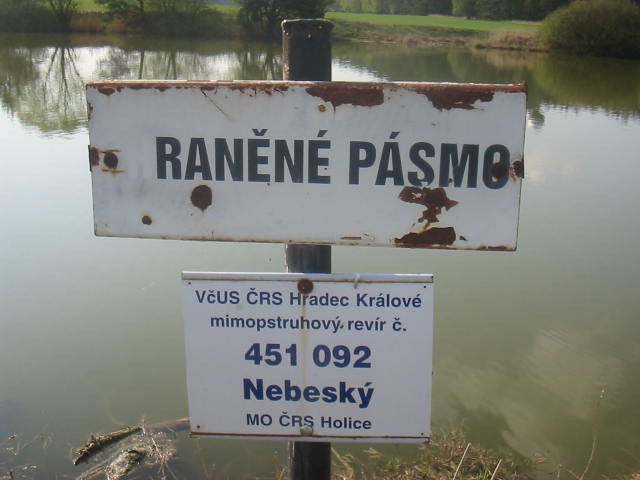 RANĚNÉ PÁSMO
VčUS ČRS Hradec Králové
mimopstruhový revír č.
451 092
Nebeský
MO ČRS Holice